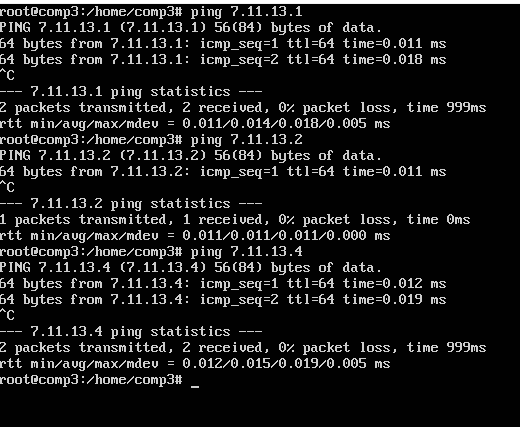 root@comp3:/home/comp3# ping 7.11.13.1
PING 7.11.13.1 (7.11.13.1) 56(84) bytes of data.
64 bytes from 7.11.13.1: icmp_seq=1 ttl=64 time=0.011 ms
64 bytes from 7.11.13.1: icmp_seq=2 ttl=64 time=0.018 ms
^C
--- 7.11.13.1 ping statistics ---
2 packets transmitted, 2 received, 0% packet loss, time 999ms
rtt min/avg/max/mdev = 0.011/0.014/0.018/0.005 ms
root@comp3:/home/comp3# ping 7.11.13.2
PING 7.11.13.2 (7.11.13.2) 56(84) bytes of data.
64 bytes from 7.11.13.2: icmp_seq=1 ttl=64 time=0.011 ms
^C
--- 7.11.13.2 ping statistics ---
1 packets transmitted, 1 received, 0% packet loss, time 0ms
rtt min/avg/max/mdev = 0.011/0.011/0.011/0.000 ms
root@comp3:/home/comp3# ping 7.11.13.4
PING 7.11.13.4 (7.11.13.4) 56(84) bytes of data.
64 bytes from 7.11.13.4: icmp_seq=1 ttl=64 time=0.012 ms
64 bytes from 7.11.13.4: icmp_seq=2 ttl=64 time=0.019 ms
^C
--- 7.11.13.4 ping statistics ---
2 packets transmitted, 2 received, 0% packet loss, time 999ms
rtt min/avg/max/mdev = 0.012/0.015/0.019/0.005 ms
root@comp3:/home/comp3# _